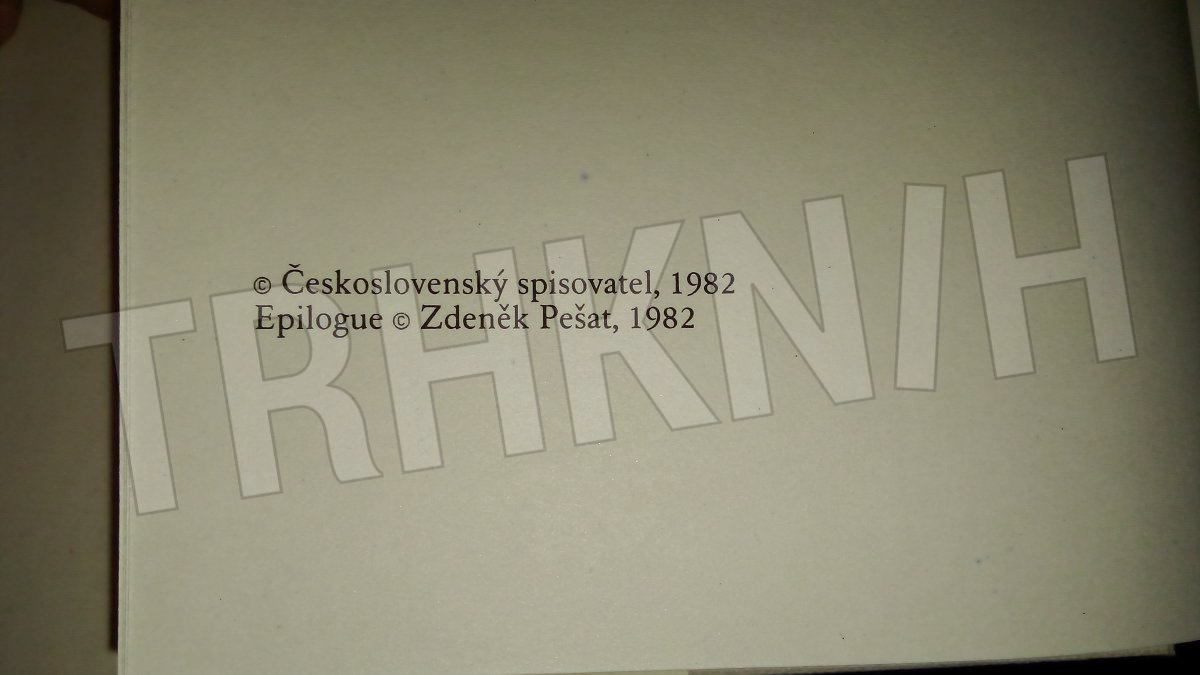 © Československý spisovatel, 1982
Epilogue © Zdeněk Pešat, 1982
TRHKNIH